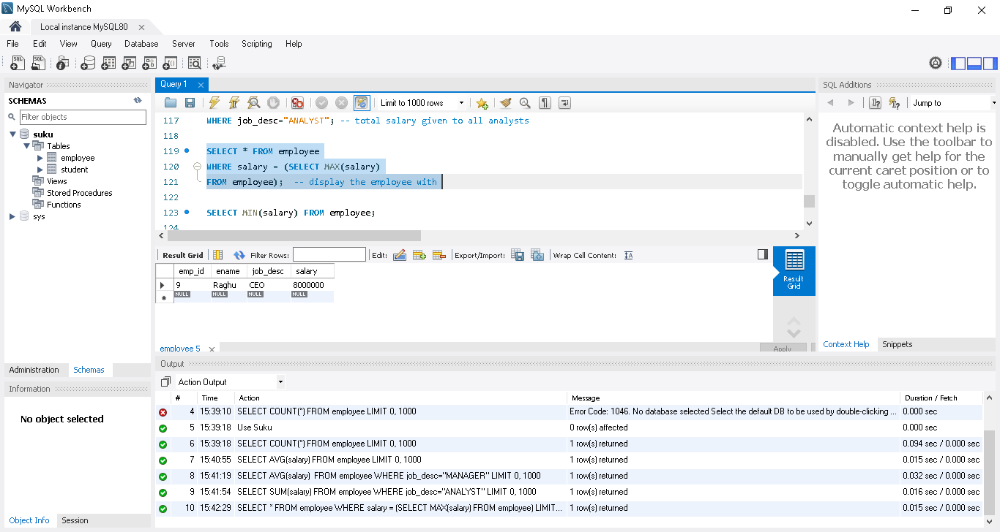 MySQL Workbench
Local instance MySQL80
File Edit View Query Database Server Tools Scripting Help
Navigator
SCHEMAS
Filter objects
suku
Tables
employee
student
Views
Stored Procedures
Functions
sys
Administration Schemas
Information
No object selected
Object Info Session
Query 1
Limit to 1000 rows
117 WHERE job_desc="ANALYST"; -- total salary given to all analysts
118
119 SELECT * FROM employee
120 WHERE salary = (SELECT MAX(salary)
121 FROM employee); -- display the employee with
122
123 SELECT MIN(salary) FROM employee;
124
Result Grid Filter Rows: Edit: Export/Import: Wrap Cell Content:
emp_id ename job_desc salary
9 Raghu CEO 8000000
NULL NULL NULL NULL
Result
Grid
employee 5
Apply
SQL Additions
Jump to
Automatic context help is
disabled. Use the toolbar to
manually get help for the
current caret position or to
toggle automatic help.
Context Help Snippets
Output
Action Output
# Time Action Message Duration / Fetch
4 15:39:10 SELECT COUNT(*) FROM employee LIMIT 0, 1000 Error Code: 1046. No database selected Select the default DB to be used by double-clicking ... 0.000 sec
5 15:39:18 Use Suku 0 row(s) affected 0.000 sec
6 15:39:18 SELECT COUNT(*) FROM employee LIMIT 0, 1000 1 row(s) returned 0.094 sec / 0.000 sec
7 15:40:55 SELECT AVG(salary) FROM employee LIMIT 0, 1000 1 row(s) returned 0.015 sec / 0.000 sec
8 15:41:19 SELECT AVG(salary) FROM employee WHERE job_desc="MANAGER" LIMIT 0, 1000 1 row(s) returned 0.032 sec / 0.000 sec
9 15:41:54 SELECT SUM(salary) FROM employee WHERE job_desc="ANALYST" LIMIT 0, 1000 1 row(s) returned 0.016 sec / 0.000 sec
10 15:42:29 SELECT * FROM employee WHERE salary = (SELECT MAX(salary) FROM employee) LIMIT... 1 row(s) returned 0.015 sec / 0.000 sec